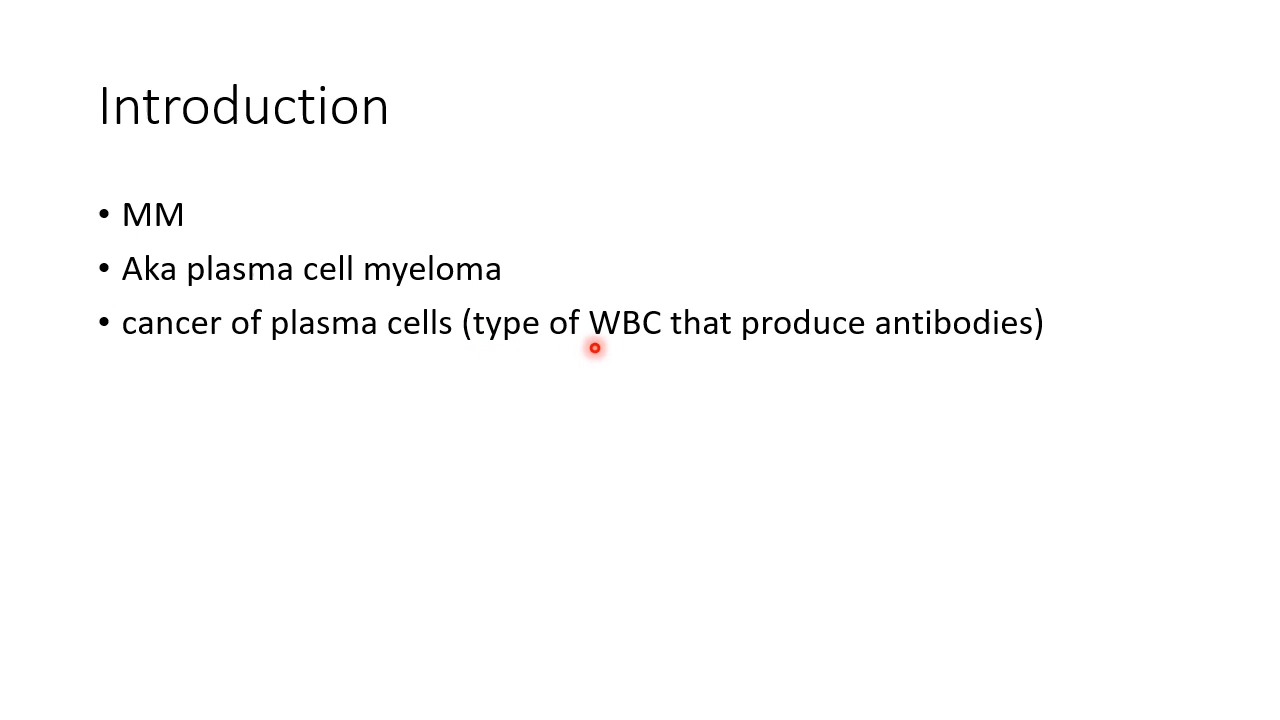 Introduction
• MM
• Aka plasma cell myeloma
• cancer of plasma cells (type of WBC that produce antibodies)